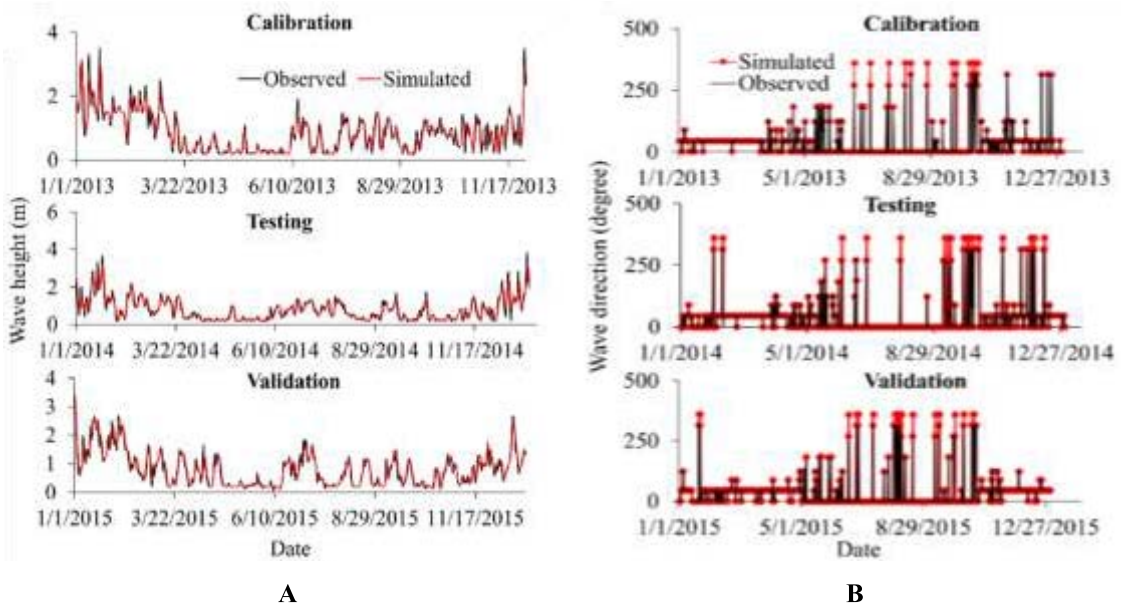 Calibration
4
2
0
Observed
Simulated
1/1/2013 3/22/2013 6/10/2013 8/29/2013 11/17/2013
Testing
6
4
2
0
1/1/2014 3/22/2014 6/10/2014 8/29/2014 11/17/2014
Validation
4
3
2
1
0
1/1/2015 3/22/2015 6/10/2015 8/29/2015 11/17/2015
Wave height (m)
Date
A
Calibration
500
250
0
Simulated
Observed
1/1/2013 5/1/2013 8/29/2013 12/27/2013
Testing
500
250
0
1/1/2014 5/1/2014 8/29/2014 12/27/2014
Validation
500
250
0
1/1/2015 5/1/2015 8/29/2015 12/27/2015
Wave direction (degree)
Date
B